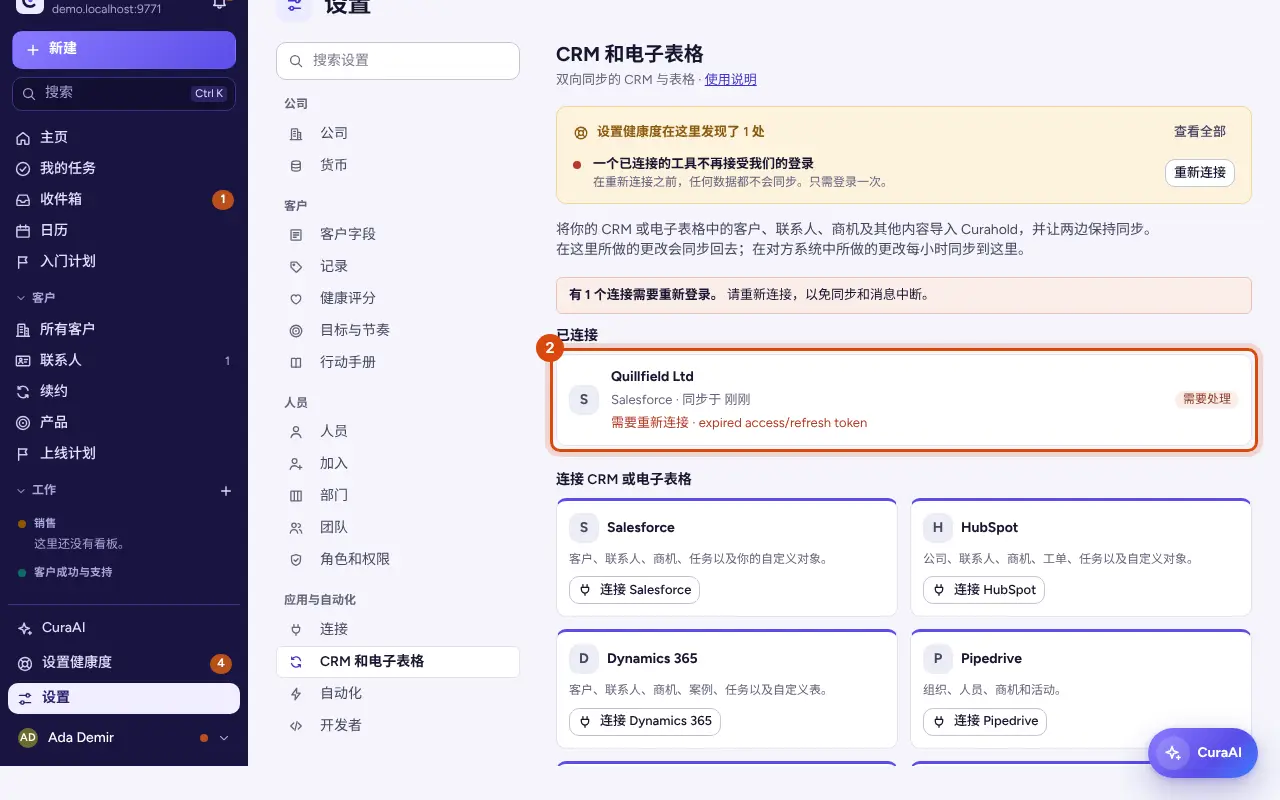 demo.localhost:9771
新建
搜索
Ctrl K
主页
我的任务
收件箱
1
日历
入门计划
客户
所有客户
联系人
1
续约
产品
上线计划
工作
销售
这里还没有看板。
客户成功与支持
CuraAI
设置健康度
4
设置
AD
Ada Demir
设置
搜索设置
公司
公司
货币
客户
客户字段
记录
健康评分
目标与节奏
行动手册
人员
人员
加入
部门
团队
角色和权限
应用与自动化
连接
CRM 和电子表格
自动化
开发者
CRM 和电子表格
双向同步的 CRM 与表格 · 使用说明
设置健康度在这里发现了 1 处
查看全部
一个已连接的工具不再接受我们的登录
在重新连接之前，任何数据都不会同步。只需登录一次。
重新连接
将你的 CRM 或电子表格中的客户、联系人、商机及其他内容导入 Curahold，并让两边保持同步。
在这里所做的更改会同步回去；在对方系统中所做的更改每小时同步到这里。
有 1 个连接需要重新登录。 请重新连接，以免同步和消息中断。
已连接
2
S
Quillfield Ltd
Salesforce · 同步于 刚刚
需要重新连接 · expired access/refresh token
需要处理
连接 CRM 或电子表格
S
Salesforce
客户、联系人、商机、任务以及你的自定义对象。
连接 Salesforce
H
HubSpot
公司、联系人、商机、工单、任务以及自定义对象。
连接 HubSpot
D
Dynamics 365
客户、联系人、商机、案例、任务以及自定义表。
连接 Dynamics 365
P
Pipedrive
组织、人员、商机和活动。
连接 Pipedrive
CuraAI